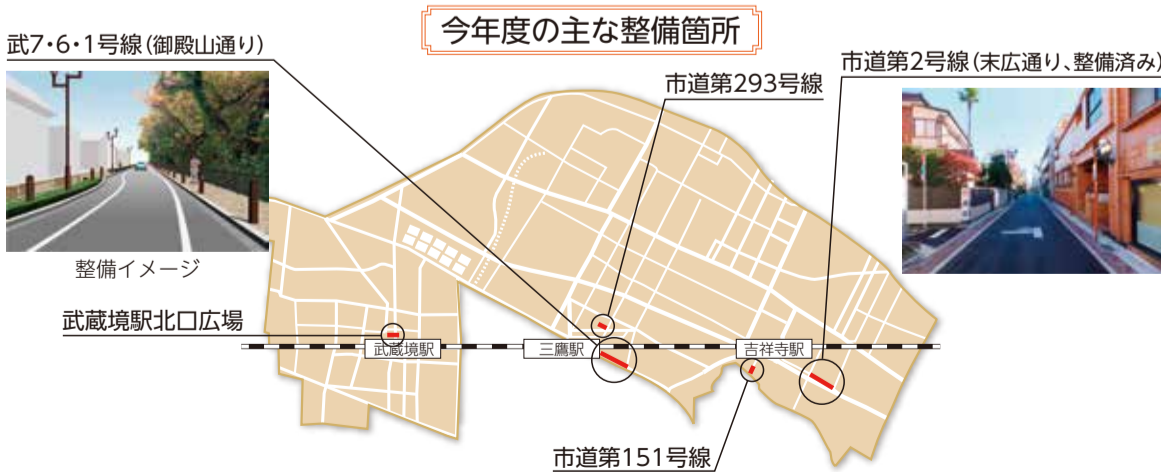 今年度の主な整備箇所
武7・6・1号線(御殿山通り)
市道第293号線
市道第2号線(末広通り、整備済み)
整備イメージ
武蔵境駅北口広場
武蔵境駅
三鷹駅
吉祥寺駅
市道第151号線